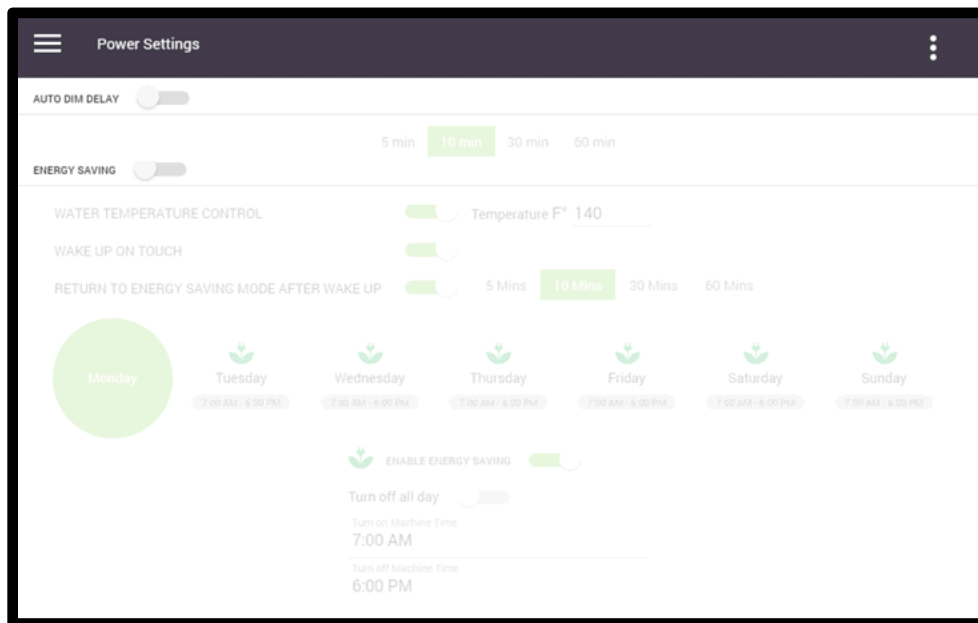 Power Settings
AUTO DIM DELAY
5 min 10 min 30 min 60 min
ENERGY SAVING
WATER TEMPERATURE CONTROL Temperature F° 140
WAKE UP ON TOUCH
RETURN TO ENERGY SAVING MODE AFTER WAKE UP 5 Mins 10 Mins 30 Mins 60 Mins
Monday Tuesday Wednesday Thursday Friday Saturday Sunday
7:00 AM - 6:00 PM 7:00 AM - 6:00 PM 7:00 AM - 6:00 PM 7:00 AM - 6:00 PM 7:00 AM - 6:00 PM 7:00 AM - 6:00 PM
ENABLE ENERGY SAVING
Turn off all day
Turn on Machine Time
7:00 AM
Turn off Machine Time
6:00 PM